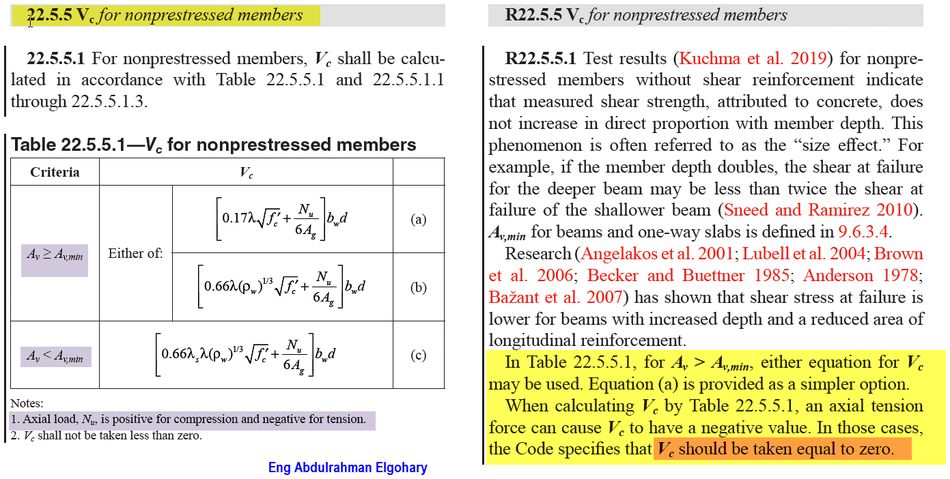 22.5.5 Vc for nonprestressed members
22.5.5.1 For nonprestressed members, Vc shall be calcu-
lated in accordance with Table 22.5.5.1 and 22.5.5.1.1
through 22.5.5.1.3.
Table 22.5.5.1—Vc for nonprestressed members
Criteria Vc
Av ≥ Av,min Either of:
[0.17λ√f′c + Nu/6Ag] bwd (a)
[0.66λ(ρw)^1/3 √f′c + Nu/6Ag] bwd (b)
Av < Av,min [0.66λsλ(ρw)^1/3 √f′c + Nu/6Ag] bwd (c)
Notes:
1. Axial load, Nu, is positive for compression and negative for tension.
2. Vc shall not be taken less than zero.
Eng Abdulrahman Elgohary
R22.5.5 Vc for nonprestressed members
R22.5.5.1 Test results (Kuchma et al. 2019) for nonpre-
stressed members without shear reinforcement indicate
that measured shear strength, attributed to concrete, does
not increase in direct proportion with member depth. This
phenomenon is often referred to as the “size effect.” For
example, if the member depth doubles, the shear at failure
for the deeper beam may be less than twice the shear at
failure of the shallower beam (Sneed and Ramirez 2010).
Av,min for beams and one-way slabs is defined in 9.6.3.4.
Research (Angelakos et al. 2001; Lubell et al. 2004; Brown
et al. 2006; Becker and Buettner 1985; Anderson 1978;
Bažant et al. 2007) has shown that shear stress at failure is
lower for beams with increased depth and a reduced area of
longitudinal reinforcement.
In Table 22.5.5.1, for Av > Av,min, either equation for Vc
may be used. Equation (a) is provided as a simpler option.
When calculating Vc by Table 22.5.5.1, an axial tension
force can cause Vc to have a negative value. In those cases,
the Code specifies that Vc should be taken equal to zero.